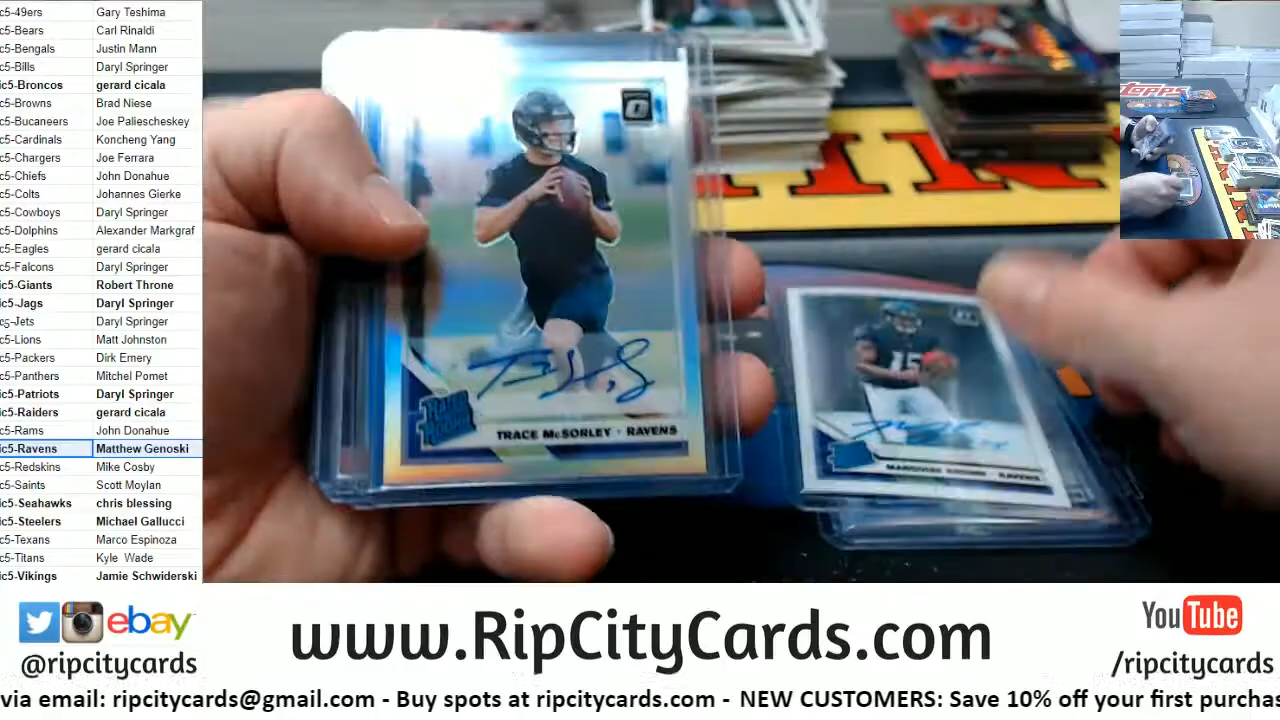 c5-49ers Gary Teshima
c5-Bears Carl Rinaldi
c5-Bengals Justin Mann
c5-Bills Daryl Springer
ic5-Broncos gerard cicala
c5-Browns Brad Niese
c5-Bucaneers Joe Paliescheskey
c5-Cardinals Koncheng Yang
c5-Chargers Joe Ferrara
c5-Chiefs John Donahue
c5-Colts Johannes Gierke
c5-Cowboys Daryl Springer
c5-Dolphins Alexander Markgraf
c5-Eagles gerard cicala
c5-Falcons Daryl Springer
ic5-Giants Robert Throne
ic5-Jags Daryl Springer
c5-Jets Daryl Springer
c5-Lions Matt Johnston
c5-Packers Dirk Emery
c5-Panthers Mitchel Pomet
ic5-Patriots Daryl Springer
ic5-Raiders gerard cicala
c5-Rams John Donahue
ic5-Ravens Matthew Genoski
c5-Redskins Mike Cosby
c5-Saints Scott Moylan
ic5-Seahawks chris blessing
ic5-Steelers Michael Gallucci
c5-Texans Marco Espinoza
c5-Titans Kyle Wade
ic5-Vikings Jamie Schwiderski
RATED ROOKIE
TRACE McSORLEY • RAVENS
15
RAVENS
TOPPS
ebay
@ripcitycards
www.RipCityCards.com
YouTube
/ripcitycards
via email: ripcitycards@gmail.com - Buy spots at ripcitycards.com - NEW CUSTOMERS: Save 10% off your first purchas